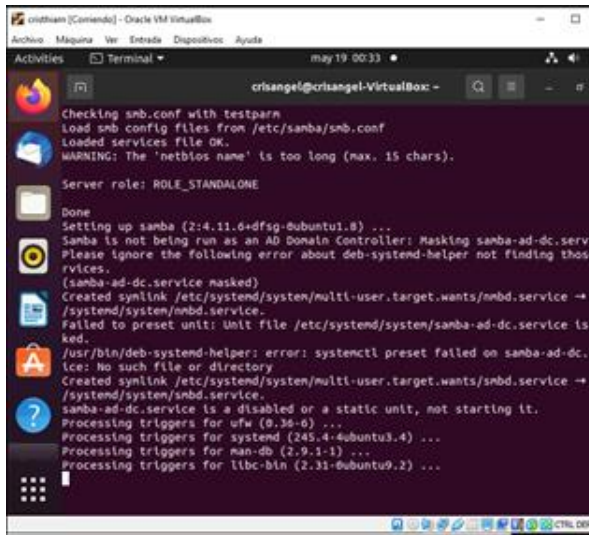 cristhiam [Corriendo] - Oracle VM VirtualBox
Archivo Máquina Ver Entrada Dispositivos Ayuda
Activities Terminal may 19 00:33
crisangel@crisangel-VirtualBox: ~
Checking smb.conf with testparm
Load smb config files from /etc/samba/smb.conf
Loaded services file OK.
WARNING: The 'netbios name' is too long (max. 15 chars).
Server role: ROLE_STANDALONE
Done
Setting up samba (2:4.11.6+dfsg-0ubuntu1.8) ...
Samba is not being run as an AD Domain Controller: Masking samba-ad-dc.serv
Please ignore the following error about deb-systemd-helper not finding thos
rvices.
(samba-ad-dc.service masked)
Created symlink /etc/systemd/system/multi-user.target.wants/nmbd.service →
/systemd/system/nmbd.service.
Failed to preset unit: Unit file /etc/systemd/system/samba-ad-dc.service is
ked.
/usr/bin/deb-systemd-helper: error: systemctl preset failed on samba-ad-dc.
ice: No such file or directory
Created symlink /etc/systemd/system/multi-user.target.wants/smbd.service →
/systemd/system/smbd.service.
samba-ad-dc.service is a disabled or a static unit, not starting it.
Processing triggers for ufw (0.36-6) ...
Processing triggers for systemd (245.4-4ubuntu3.4) ...
Processing triggers for man-db (2.9.1-1) ...
Processing triggers for libc-bin (2.31-0ubuntu9.2) ...
CTRL DER